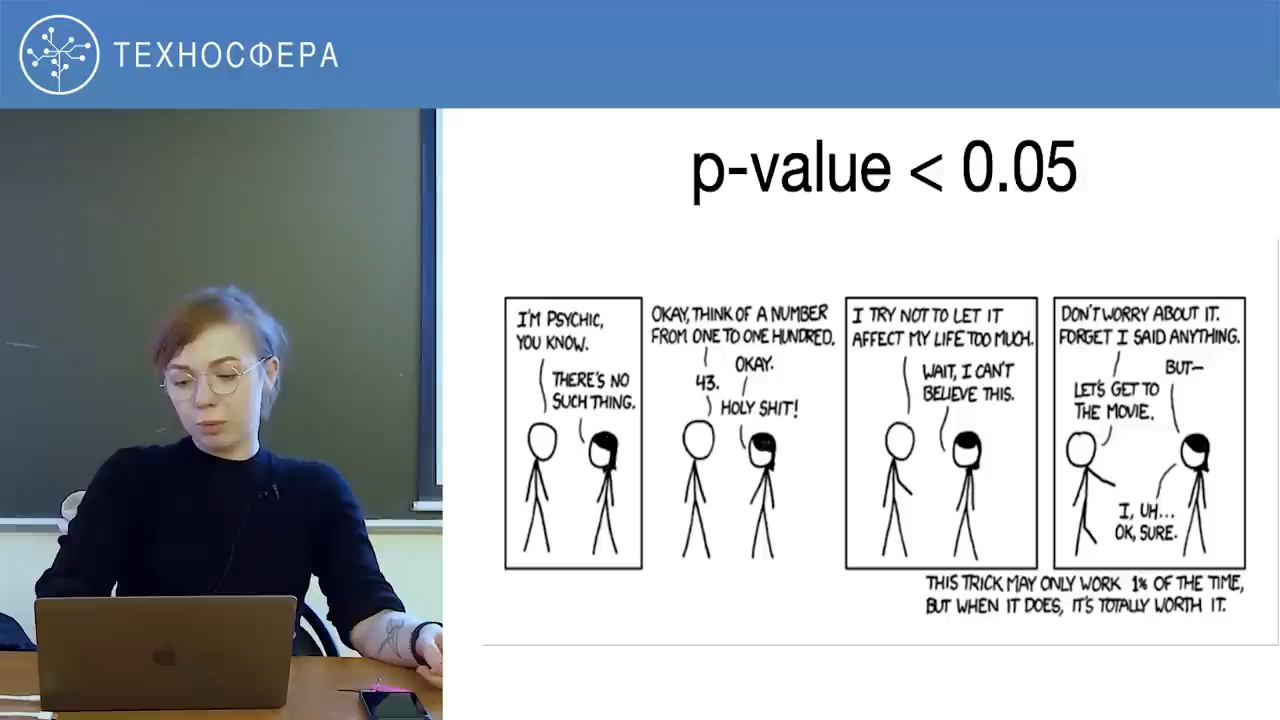 ТЕХНОСФЕРА
p-value < 0.05
I'M PSYCHIC,
YOU KNOW.
THERE'S NO
SUCH THING.
OKAY, THINK OF A NUMBER
FROM ONE TO ONE HUNDRED.
OKAY.
43.
HOLY SHIT!
I TRY NOT TO LET IT
AFFECT MY LIFE TOO MUCH.
WAIT, I CAN'T
BELIEVE THIS.
DON'T WORRY ABOUT IT.
FORGET I SAID ANYTHING.
BUT—
LET'S GET TO
THE MOVIE.
I, UH...
OK, SURE.
THIS TRICK MAY ONLY WORK 1% OF THE TIME,
BUT WHEN IT DOES, IT'S TOTALLY WORTH IT.